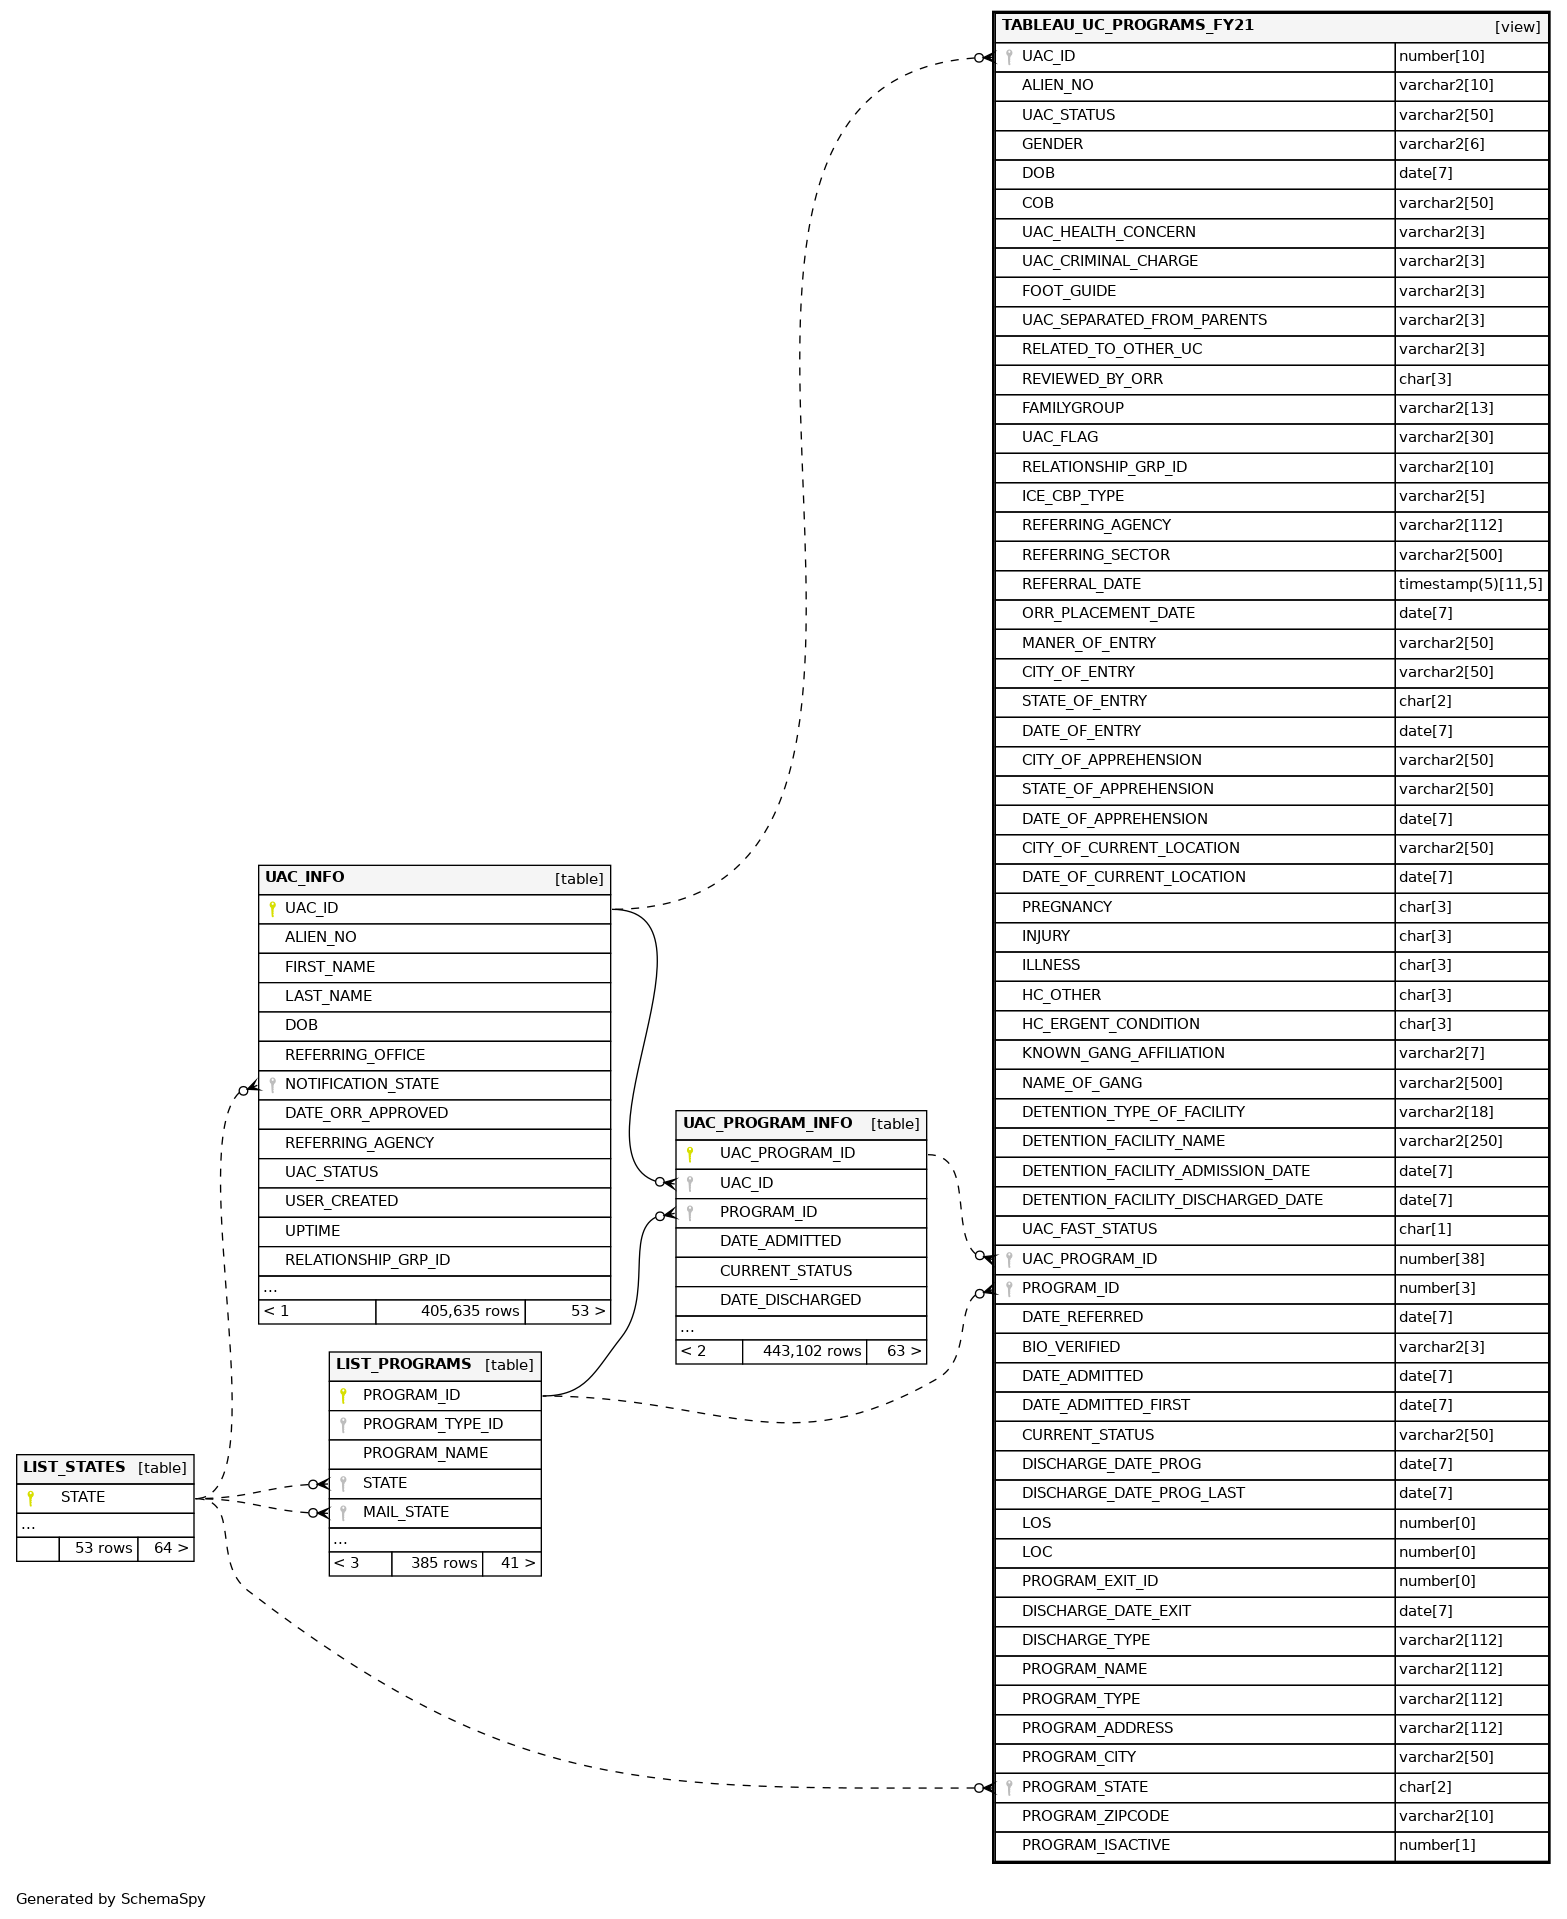 TABLEAU_UC_PROGRAMS_FY21 [view]
UAC_ID number[10]
ALIEN_NO varchar2[10]
UAC_STATUS varchar2[50]
GENDER varchar2[6]
DOB date[7]
COB varchar2[50]
UAC_HEALTH_CONCERN varchar2[3]
UAC_CRIMINAL_CHARGE varchar2[3]
FOOT_GUIDE varchar2[3]
UAC_SEPARATED_FROM_PARENTS varchar2[3]
RELATED_TO_OTHER_UC varchar2[3]
REVIEWED_BY_ORR char[3]
FAMILYGROUP varchar2[13]
UAC_FLAG varchar2[30]
RELATIONSHIP_GRP_ID varchar2[10]
ICE_CBP_TYPE varchar2[5]
REFERRING_AGENCY varchar2[112]
REFERRING_SECTOR varchar2[500]
REFERRAL_DATE timestamp(5)[11,5]
ORR_PLACEMENT_DATE date[7]
MANER_OF_ENTRY varchar2[50]
CITY_OF_ENTRY varchar2[50]
STATE_OF_ENTRY char[2]
DATE_OF_ENTRY date[7]
CITY_OF_APPREHENSION varchar2[50]
STATE_OF_APPREHENSION varchar2[50]
DATE_OF_APPREHENSION date[7]
CITY_OF_CURRENT_LOCATION varchar2[50]
DATE_OF_CURRENT_LOCATION date[7]
PREGNANCY char[3]
INJURY char[3]
ILLNESS char[3]
HC_OTHER char[3]
HC_ERGENT_CONDITION char[3]
KNOWN_GANG_AFFILIATION varchar2[7]
NAME_OF_GANG varchar2[500]
DETENTION_TYPE_OF_FACILITY varchar2[18]
DETENTION_FACILITY_NAME varchar2[250]
DETENTION_FACILITY_ADMISSION_DATE date[7]
DETENTION_FACILITY_DISCHARGED_DATE date[7]
UAC_FAST_STATUS char[1]
UAC_PROGRAM_ID number[38]
PROGRAM_ID number[3]
DATE_REFERRED date[7]
BIO_VERIFIED varchar2[3]
DATE_ADMITTED date[7]
DATE_ADMITTED_FIRST date[7]
CURRENT_STATUS varchar2[50]
DISCHARGE_DATE_PROG date[7]
DISCHARGE_DATE_PROG_LAST date[7]
LOS number[0]
LOC number[0]
PROGRAM_EXIT_ID number[0]
DISCHARGE_DATE_EXIT date[7]
DISCHARGE_TYPE varchar2[112]
PROGRAM_NAME varchar2[112]
PROGRAM_TYPE varchar2[112]
PROGRAM_ADDRESS varchar2[112]
PROGRAM_CITY varchar2[50]
PROGRAM_STATE char[2]
PROGRAM_ZIPCODE varchar2[10]
PROGRAM_ISACTIVE number[1]
UAC_INFO [table]
UAC_ID
ALIEN_NO
FIRST_NAME
LAST_NAME
DOB
REFERRING_OFFICE
NOTIFICATION_STATE
DATE_ORR_APPROVED
REFERRING_AGENCY
UAC_STATUS
USER_CREATED
UPTIME
RELATIONSHIP_GRP_ID
...
< 1 405,635 rows 53 >
UAC_PROGRAM_INFO [table]
UAC_PROGRAM_ID
UAC_ID
PROGRAM_ID
DATE_ADMITTED
CURRENT_STATUS
DATE_DISCHARGED
...
< 2 443,102 rows 63 >
LIST_PROGRAMS [table]
PROGRAM_ID
PROGRAM_TYPE_ID
PROGRAM_NAME
STATE
MAIL_STATE
...
< 3 385 rows 41 >
LIST_STATES [table]
STATE
...
53 rows 64 >
Generated by SchemaSpy